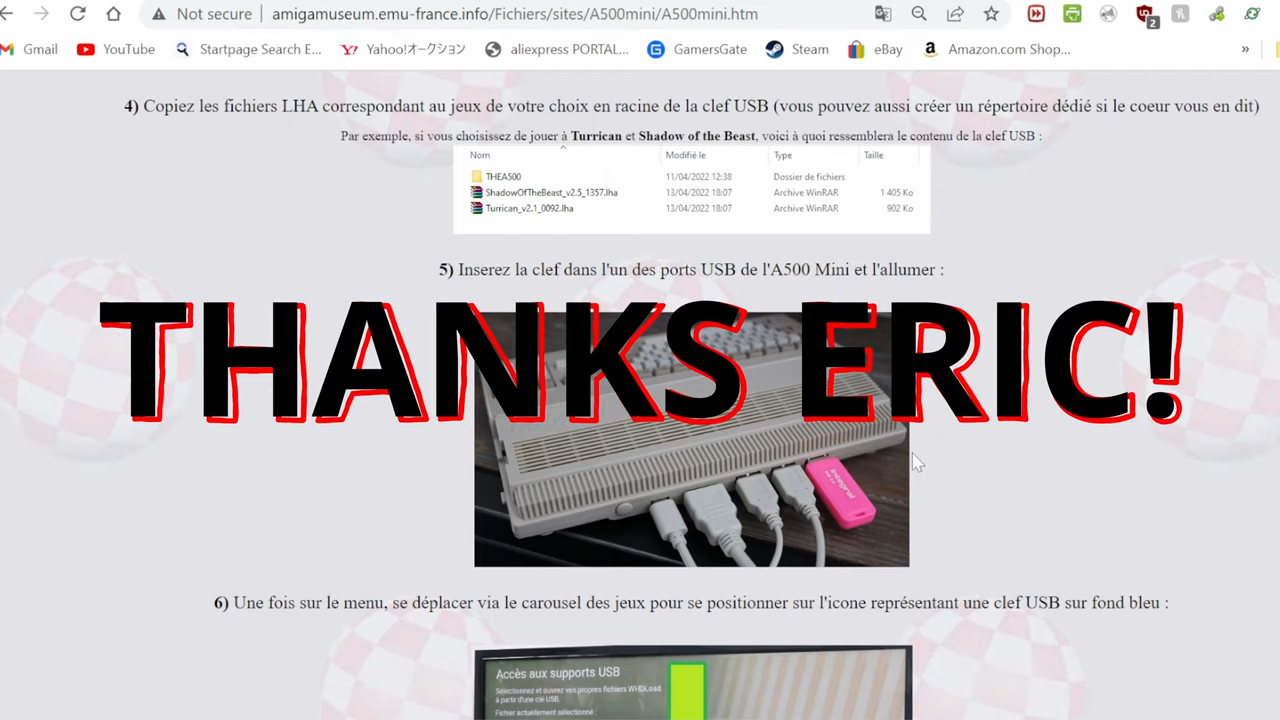 Not secure
amigamuseum.emu-france.info/Fichiers/sites/A500mini/A500mini.htm
2
Gmail
YouTube
Startpage Search E...
Yahoo!オークション
aliexpress PORTAL...
GamersGate
Steam
eBay
Amazon.com Shop...
»
4) Copiez les fichiers LHA correspondant au jeux de votre choix en racine de la clef USB (vous pouvez aussi créer un répertoire dédié si le coeur vous en dit)
Par exemple, si vous choisissez de jouer à Turrican et Shadow of the Beast, voici à quoi ressemblera le contenu de la clef USB :
Nom Modifié le Type Taille
THEA500 11/04/2022 12:38 Dossier de fichiers
ShadowOfTheBeast_v2.5_1357.lha 13/04/2022 18:07 Archive WinRAR 1 405 Ko
Turrican_v2.1_0092.lha 13/04/2022 18:07 Archive WinRAR 902 Ko
5) Inserez la clef dans l'un des ports USB de l'A500 Mini et l'allumer :
THANKS ERIC!
integral
6) Une fois sur le menu, se déplacer via le carousel des jeux pour se positionner sur l'icone représentant une clef USB sur fond bleu :
Accès aux supports USB
Sélectionnez et ouvrez vos propres fichiers WHDLoad
à partir d'une clé USB.
Fichier actuellement sélectionné :